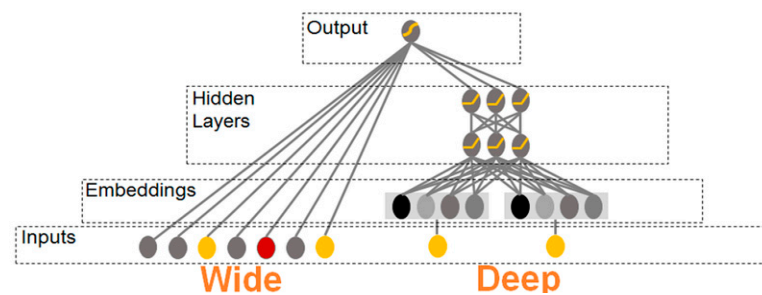 Output
Hidden
Layers
Embeddings
Inputs
Wide
Deep